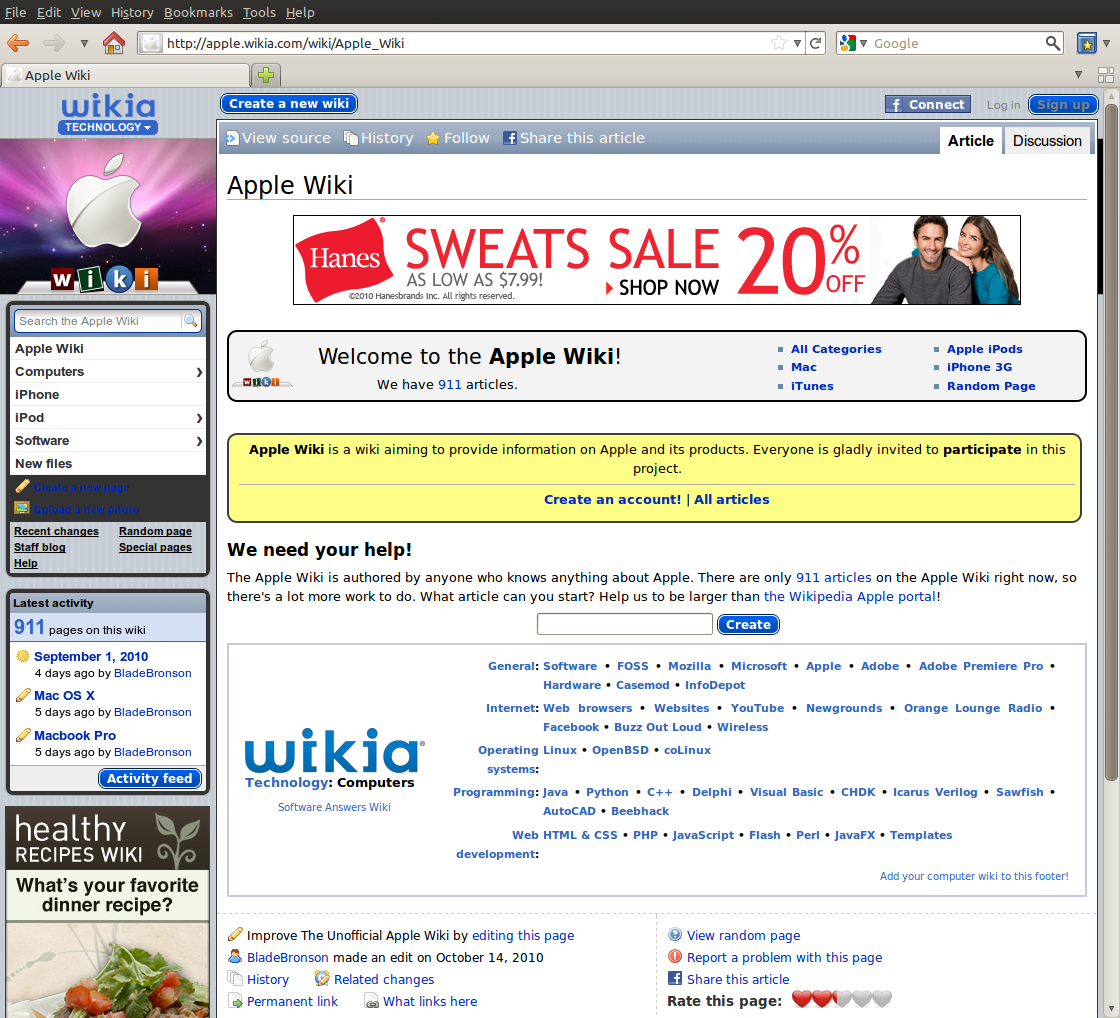 File Edit View History Bookmarks Tools Help
http://apple.wikia.com/wiki/Apple_Wiki
Google
Apple Wiki
wikia
TECHNOLOGY
Create a new wiki
f Connect
Log in
Sign up
View source
History
Follow
Share this article
Article
Discussion
wiki
Apple Wiki
Hanes
SWEATS SALE
AS LOW AS $7.99!
SHOP NOW
20% OFF
©2010 Hanesbrands Inc. All rights reserved.
Search the Apple Wiki
Apple Wiki
Computers
iPhone
iPod
Software
New files
Create a new page
Upload a new photo
Recent changes Random page
Staff blog Special pages
Help
Latest activity
911 pages on this wiki
September 1, 2010
4 days ago by BladeBronson
Mac OS X
5 days ago by BladeBronson
Macbook Pro
5 days ago by BladeBronson
Activity feed
healthy
RECIPES WIKI
What's your favorite
dinner recipe?
wiki
Welcome to the Apple Wiki!
We have 911 articles.
All Categories
Mac
iTunes
Apple iPods
iPhone 3G
Random Page
Apple Wiki is a wiki aiming to provide information on Apple and its products. Everyone is gladly invited to participate in this
project.
Create an account! | All articles
We need your help!
The Apple Wiki is authored by anyone who knows anything about Apple. There are only 911 articles on the Apple Wiki right now, so
there's a lot more work to do. What article can you start? Help us to be larger than the Wikipedia Apple portal!
Create
wikia®
Technology: Computers
Software Answers Wiki
General: Software • FOSS • Mozilla • Microsoft • Apple • Adobe • Adobe Premiere Pro •
Hardware • Casemod • InfoDepot
Internet: Web browsers • Websites • YouTube • Newgrounds • Orange Lounge Radio •
Facebook • Buzz Out Loud • Wireless
Operating Linux • OpenBSD • coLinux
systems:
Programming: Java • Python • C++ • Delphi • Visual Basic • CHDK • Icarus Verilog • Sawfish •
AutoCAD • Beebhack
Web HTML & CSS • PHP • JavaScript • Flash • Perl • JavaFX • Templates
development:
Add your computer wiki to this footer!
Improve The Unofficial Apple Wiki by editing this page
BladeBronson made an edit on October 14, 2010
History Related changes
Permanent link What links here
View random page
Report a problem with this page
Share this article
Rate this page: